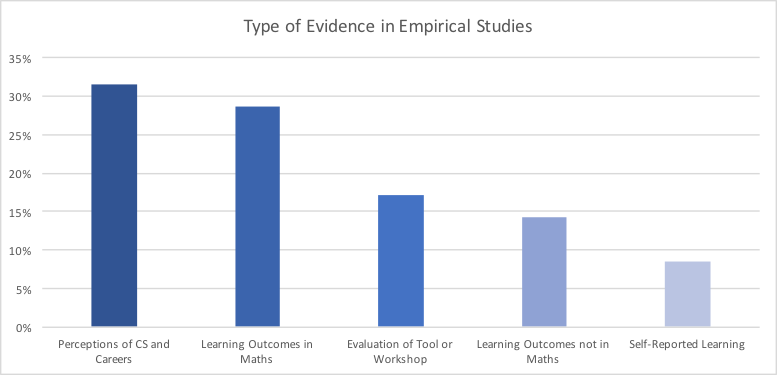 Type of Evidence in Empirical Studies
35%
30%
25%
20%
15%
10%
5%
0%
Perceptions of CS and
Careers
Learning Outcomes in
Maths
Evaluation of Tool or
Workshop
Learning Outcomes not in
Maths
Self-Reported Learning